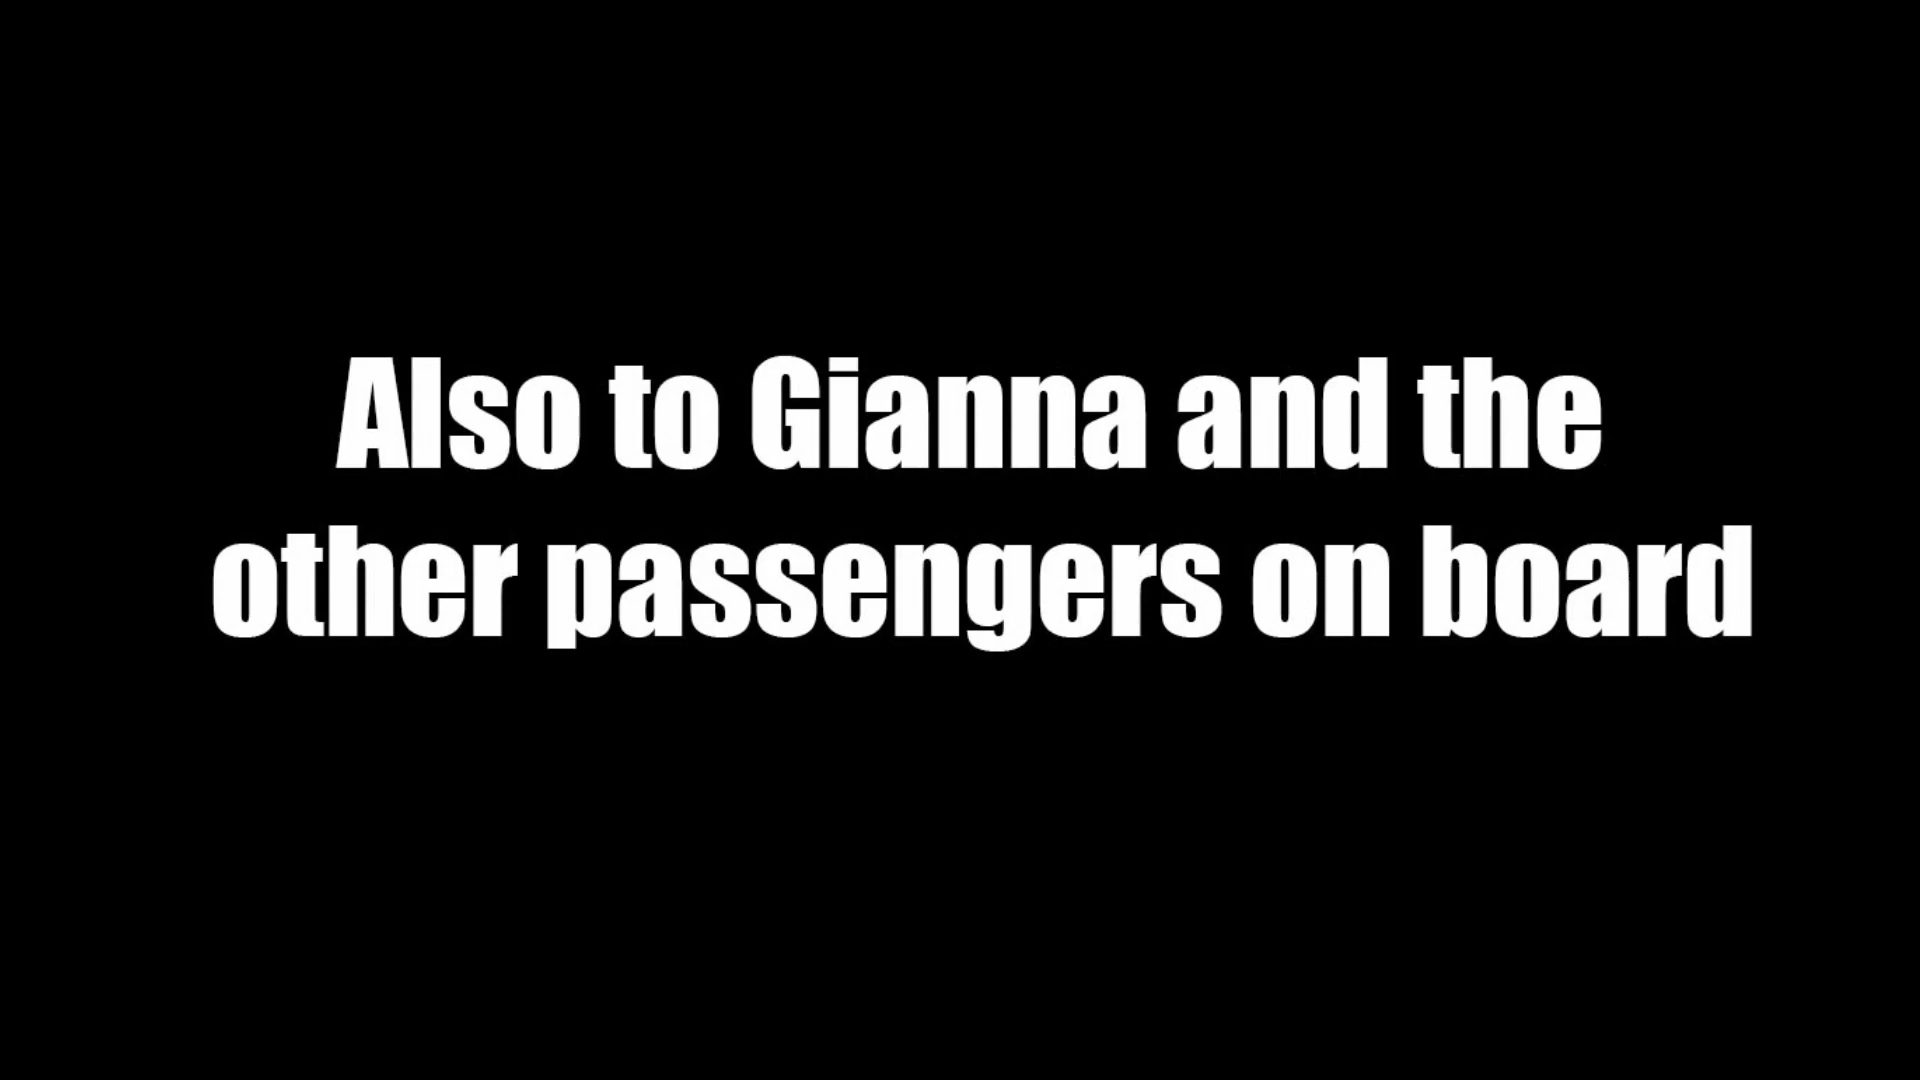 Also to Gianna and the
other passengers on board